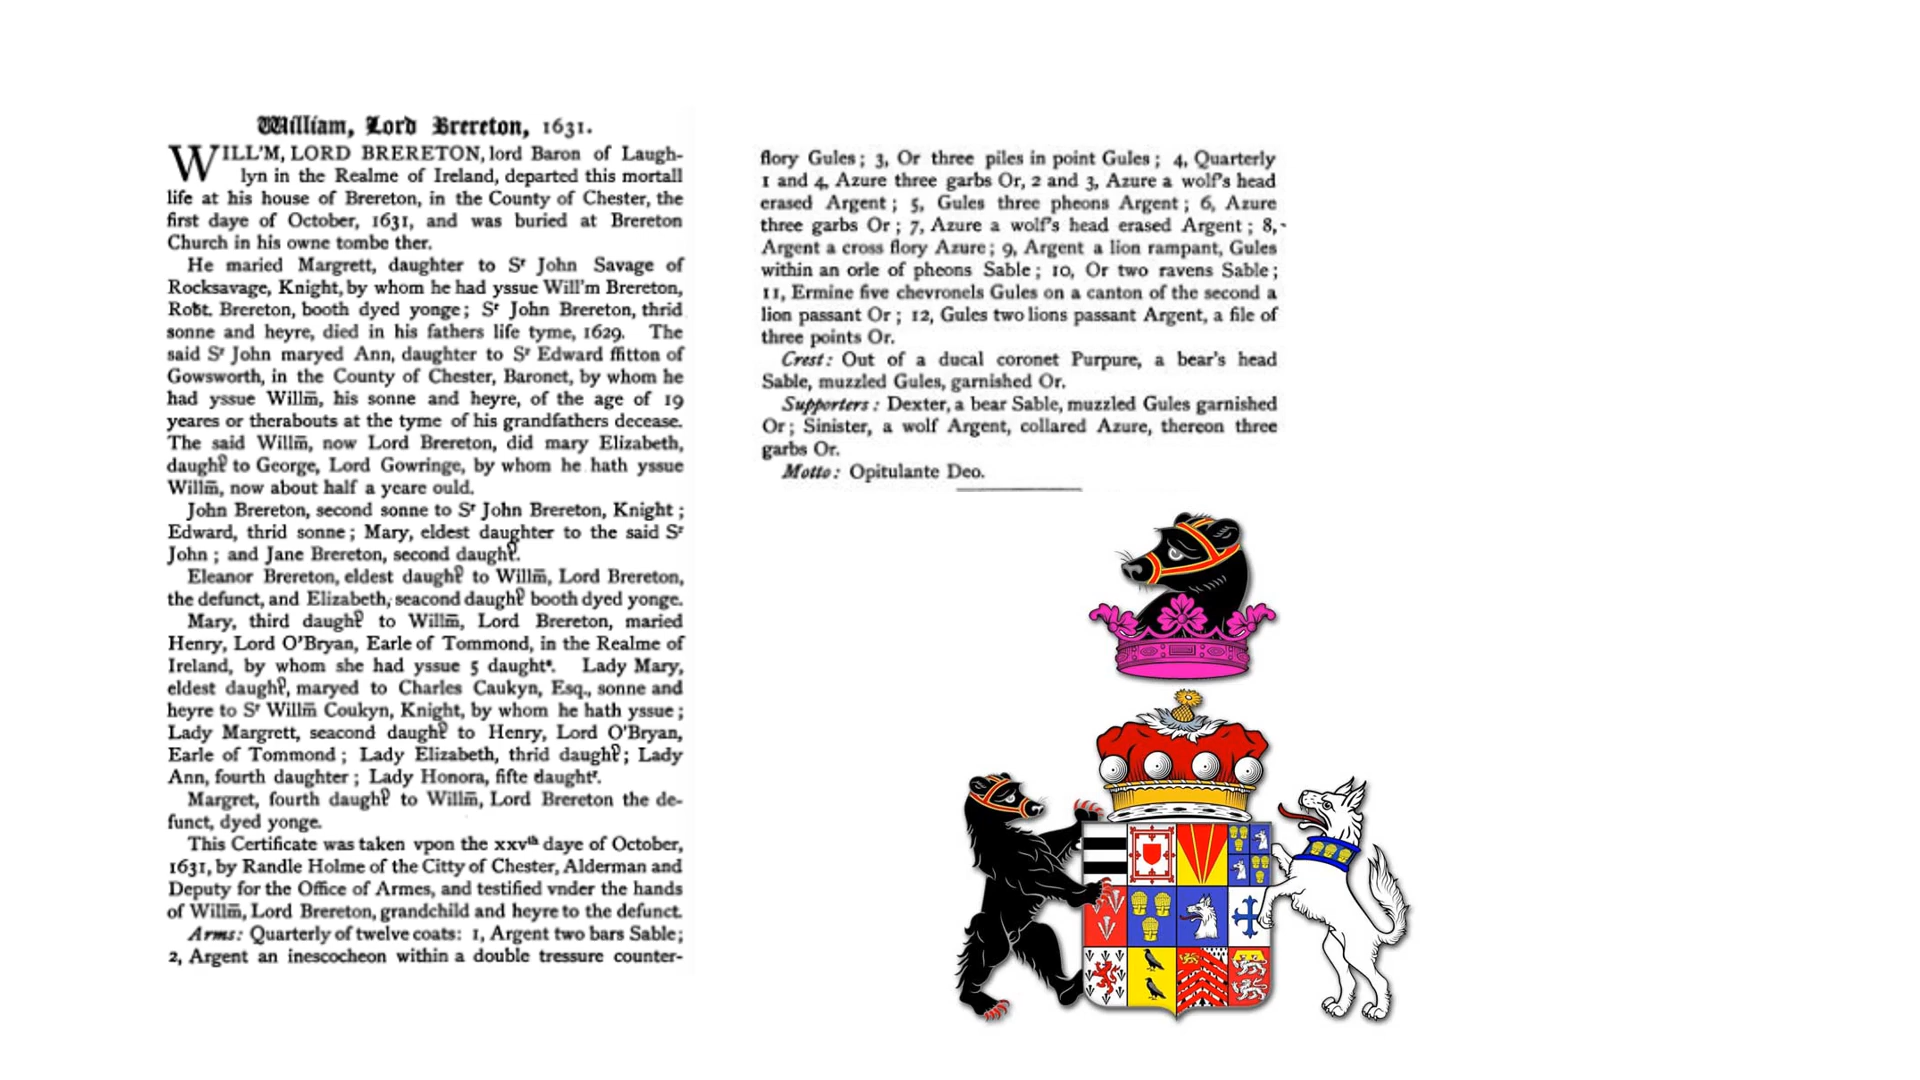 William, Lord Brereton, 1631.
WILL'M, LORD BRERETON, lord Baron of Laugh-
lyn in the Realme of Ireland, departed this mortall
life at his house of Brereton, in the County of Chester, the
first daye of October, 1631, and was buried at Brereton
Church in his owne tombe ther.
He maried Margrett, daughter to Sʳ John Savage of
Rocksavage, Knight, by whom he had yssue Will'm Brereton,
Robt. Brereton, booth dyed yonge; Sʳ John Brereton, thrid
sonne and heyre, died in his fathers life tyme, 1629. The
said Sʳ John maryed Ann, daughter to Sʳ Edward ffitton of
Gowsworth, in the County of Chester, Baronet, by whom he
had yssue Willm̄, his sonne and heyre, of the age of 19
yeares or therabouts at the tyme of his grandfathers decease.
The said Willm̄, now Lord Brereton, did mary Elizabeth,
daughꝭ to George, Lord Gowringe, by whom he hath yssue
Willm̄, now about half a yeare ould.
John Brereton, second sonne to Sʳ John Brereton, Knight;
Edward, thrid sonne; Mary, eldest daughter to the said Sʳ
John; and Jane Brereton, second daughꝭ.
Eleanor Brereton, eldest daughꝭ to Willm̄, Lord Brereton,
the defunct, and Elizabeth, seacond daughꝭ booth dyed yonge.
Mary, third daughꝭ to Willm̄, Lord Brereton, maried
Henry, Lord O'Bryan, Earle of Tommond, in the Realme of
Ireland, by whom she had yssue 5 daughtˢ. Lady Mary,
eldest daughꝭ, maryed to Charles Caukyn, Esq., sonne and
heyre to Sʳ Willm̄ Coukyn, Knight, by whom he hath yssue;
Lady Margrett, seacond daughꝭ to Henry, Lord O'Bryan,
Earle of Tommond; Lady Elizabeth, thrid daughꝭ; Lady
Ann, fourth daughter; Lady Honora, fifte daughtʳ.
Margret, fourth daughꝭ to Willm̄, Lord Brereton the de-
funct, dyed yonge.
This Certificate was taken vpon the xxvᵗʰ daye of October,
1631, by Randle Holme of the Citty of Chester, Alderman and
Deputy for the Office of Armes, and testified vnder the hands
of Willm̄, Lord Brereton, grandchild and heyre to the defunct.
Arms: Quarterly of twelve coats: 1, Argent two bars Sable;
2, Argent an inescocheon within a double tressure counter-
flory Gules; 3, Or three piles in point Gules; 4, Quarterly
1 and 4, Azure three garbs Or, 2 and 3, Azure a wolf's head
erased Argent; 5, Gules three pheons Argent; 6, Azure
three garbs Or; 7, Azure a wolf's head erased Argent; 8,
Argent a cross flory Azure; 9, Argent a lion rampant, Gules
within an orle of pheons Sable; 10, Or two ravens Sable;
11, Ermine five chevronels Gules on a canton of the second a
lion passant Or; 12, Gules two lions passant Argent, a file of
three points Or.
Crest: Out of a ducal coronet Purpure, a bear's head
Sable, muzzled Gules, garnished Or.
Supporters: Dexter, a bear Sable, muzzled Gules garnished
Or; Sinister, a wolf Argent, collared Azure, thereon three
garbs Or.
Motto: Opitulante Deo.